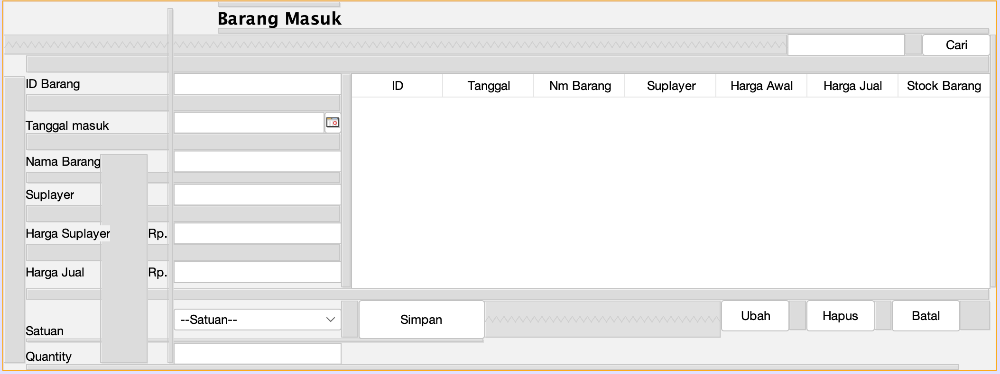 Barang Masuk
Cari
ID Barang
ID Tanggal Nm Barang Suplayer Harga Awal Harga Jual Stock Barang
Tanggal masuk
Nama Barang
Suplayer
Harga Suplayer Rp.
Harga Jual Rp.
Satuan --Satuan-- Simpan Ubah Hapus Batal
Quantity